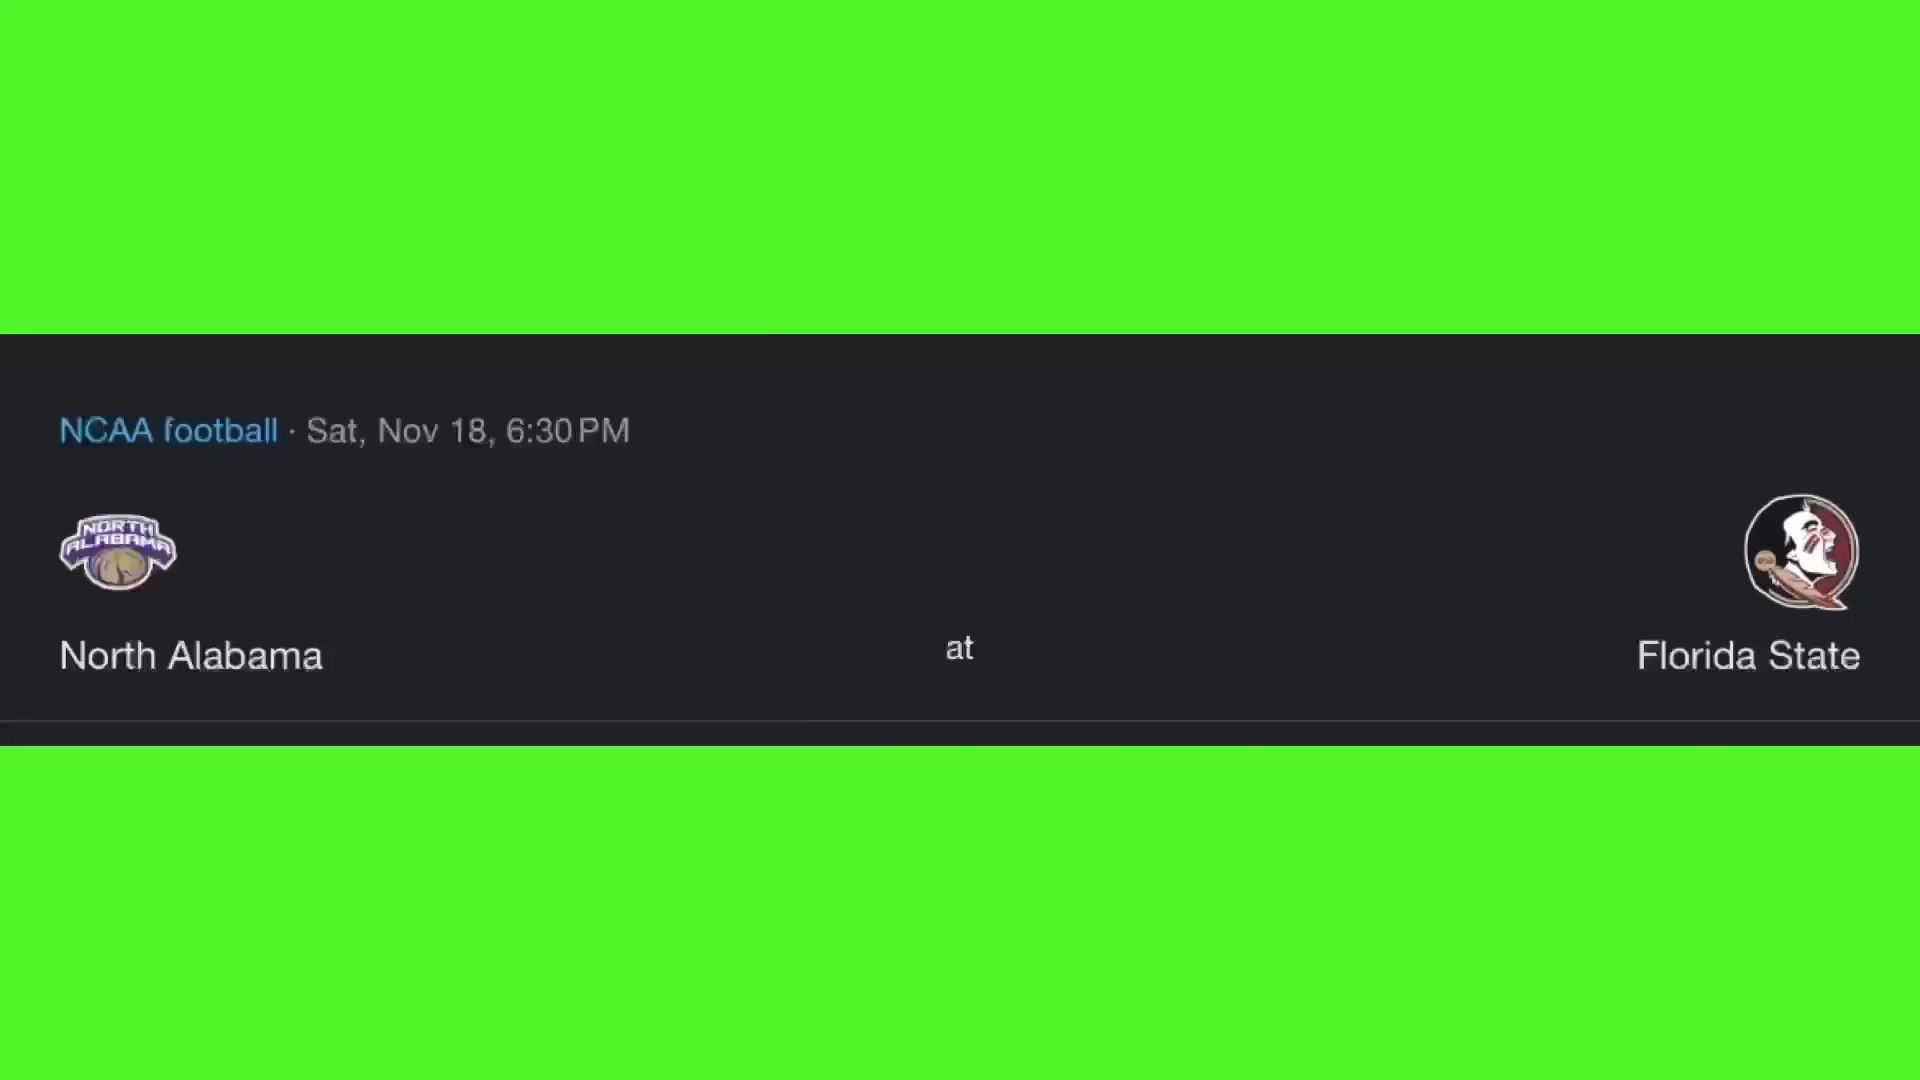 NCAA football · Sat, Nov 18, 6:30 PM
NORTH
ALABAMA
North Alabama
at
Florida State